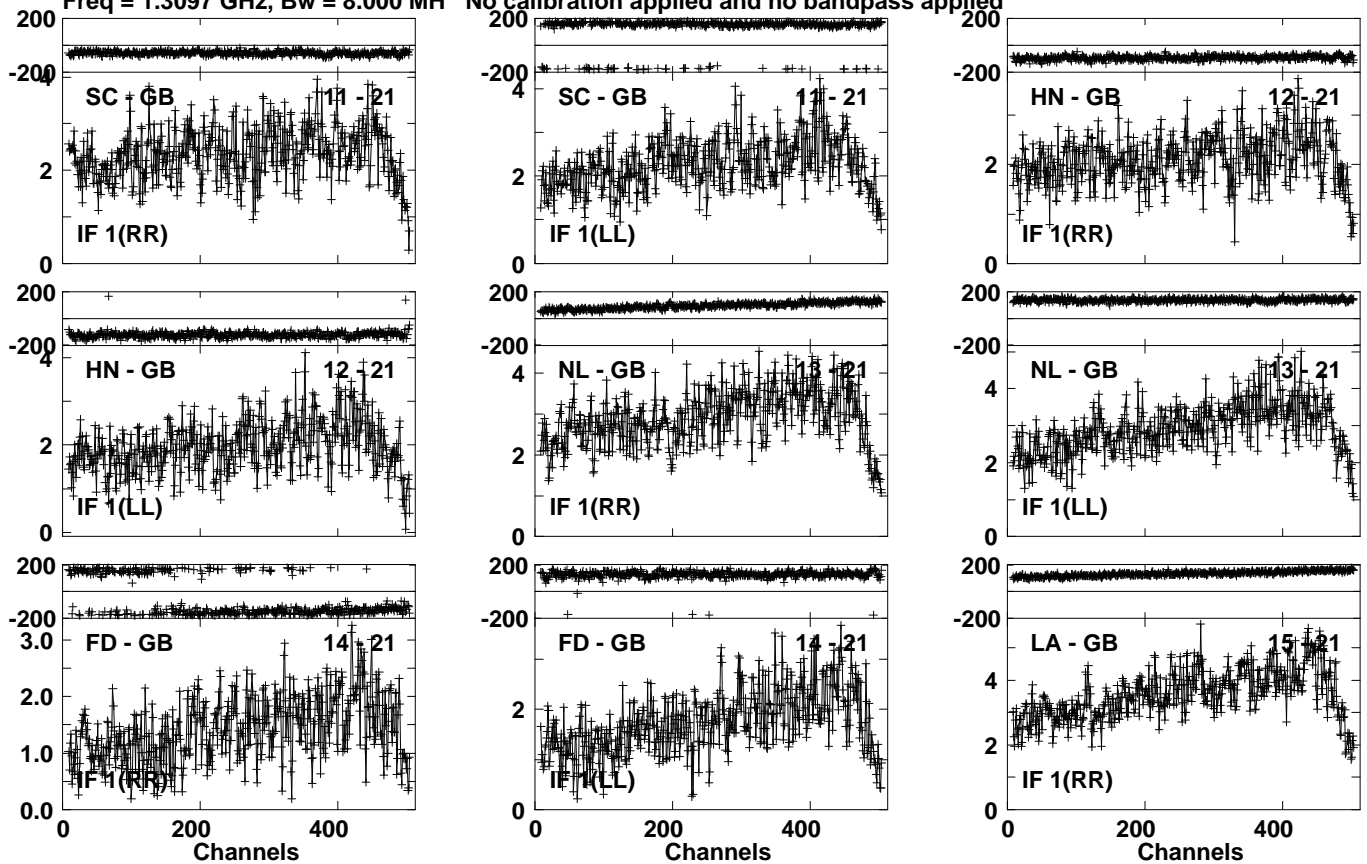 Freq = 1.3097 GHz, Bw = 8.000 MH No calibration applied and no bandpass applied
200
-200
4
2
0
SC - GB 11 - 21
IF 1(RR)
200
-200
4
2
0
SC - GB 11 - 21
IF 1(LL)
200
-200
4
2
0
HN - GB 12 - 21
IF 1(RR)
200
-200
4
2
0
HN - GB 12 - 21
IF 1(LL)
200
-200
4
2
0
NL - GB 13 - 21
IF 1(RR)
200
-200
4
2
0
NL - GB 13 - 21
IF 1(LL)
200
-200
3.0
2.0
1.0
0.0
FD - GB 14 - 21
IF 1(RR)
0 200 400
Channels
200
-200
2
0
FD - GB 14 - 21
IF 1(LL)
0 200 400
Channels
200
-200
4
2
0
LA - GB 15 - 21
IF 1(RR)
0 200 400
Channels